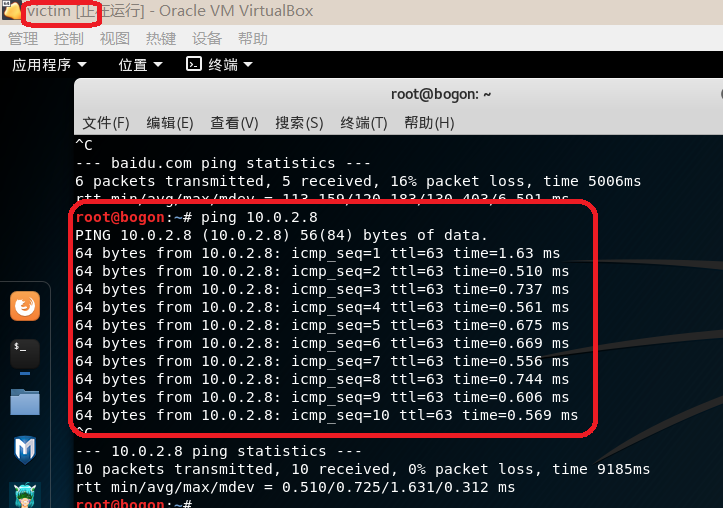 victim [正在运行] - Oracle VM VirtualBox
管理 控制 视图 热键 设备 帮助
应用程序 位置 终端
root@bogon: ~
文件(F) 编辑(E) 查看(V) 搜索(S) 终端(T) 帮助(H)
^C
--- baidu.com ping statistics ---
6 packets transmitted, 5 received, 16% packet loss, time 5006ms
rtt min/avg/max/mdev = 113.159/120.183/130.403/6.591 ms
root@bogon:~# ping 10.0.2.8
PING 10.0.2.8 (10.0.2.8) 56(84) bytes of data.
64 bytes from 10.0.2.8: icmp_seq=1 ttl=63 time=1.63 ms
64 bytes from 10.0.2.8: icmp_seq=2 ttl=63 time=0.510 ms
64 bytes from 10.0.2.8: icmp_seq=3 ttl=63 time=0.737 ms
64 bytes from 10.0.2.8: icmp_seq=4 ttl=63 time=0.561 ms
64 bytes from 10.0.2.8: icmp_seq=5 ttl=63 time=0.675 ms
64 bytes from 10.0.2.8: icmp_seq=6 ttl=63 time=0.669 ms
64 bytes from 10.0.2.8: icmp_seq=7 ttl=63 time=0.556 ms
64 bytes from 10.0.2.8: icmp_seq=8 ttl=63 time=0.744 ms
64 bytes from 10.0.2.8: icmp_seq=9 ttl=63 time=0.606 ms
64 bytes from 10.0.2.8: icmp_seq=10 ttl=63 time=0.569 ms
^C
--- 10.0.2.8 ping statistics ---
10 packets transmitted, 10 received, 0% packet loss, time 9185ms
rtt min/avg/max/mdev = 0.510/0.725/1.631/0.312 ms
root@bogon:~#